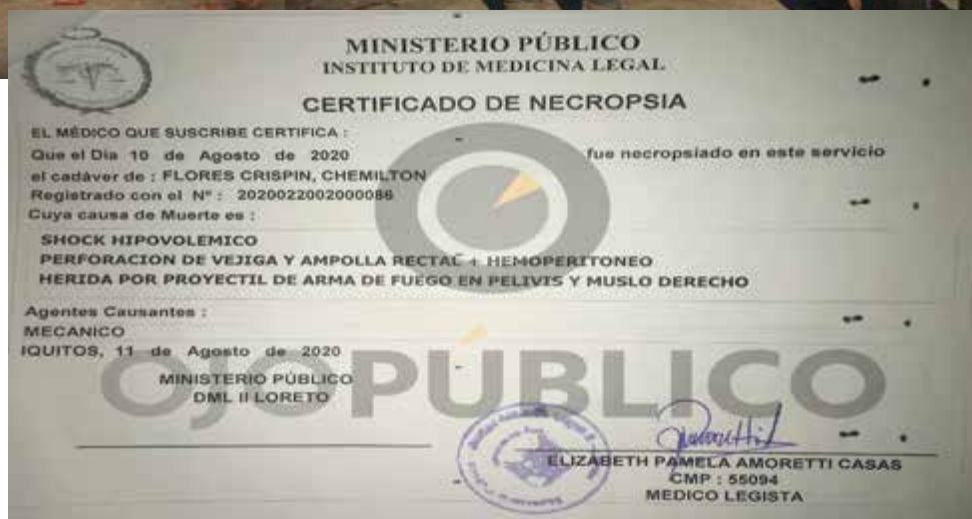 MINISTERIO PÚBLICO
INSTITUTO DE MEDICINA LEGAL
CERTIFICADO DE NECROPSIA
EL MÉDICO QUE SUSCRIBE CERTIFICA :
Que el Dia 10 de Agosto de 2020 fue necropsiado en este servicio
el cadáver de : FLORES CRISPIN, CHEMILTON
Registrado con el Nº : 2020022002000086
Cuya causa de Muerte es :
SHOCK HIPOVOLEMICO
PERFORACION DE VEJIGA Y AMPOLLA RECTAL + HEMOPERITONEO
HERIDA POR PROYECTIL DE ARMA DE FUEGO EN PELIVIS Y MUSLO DERECHO
Agentes Causantes :
MECANICO
IQUITOS, 11 de Agosto de 2020
OJOPÚBLICO
MINISTERIO PÚBLICO
DML II LORETO
ELIZABETH PAMELA AMORETTI CASAS
CMP : 55094
MEDICO LEGISTA